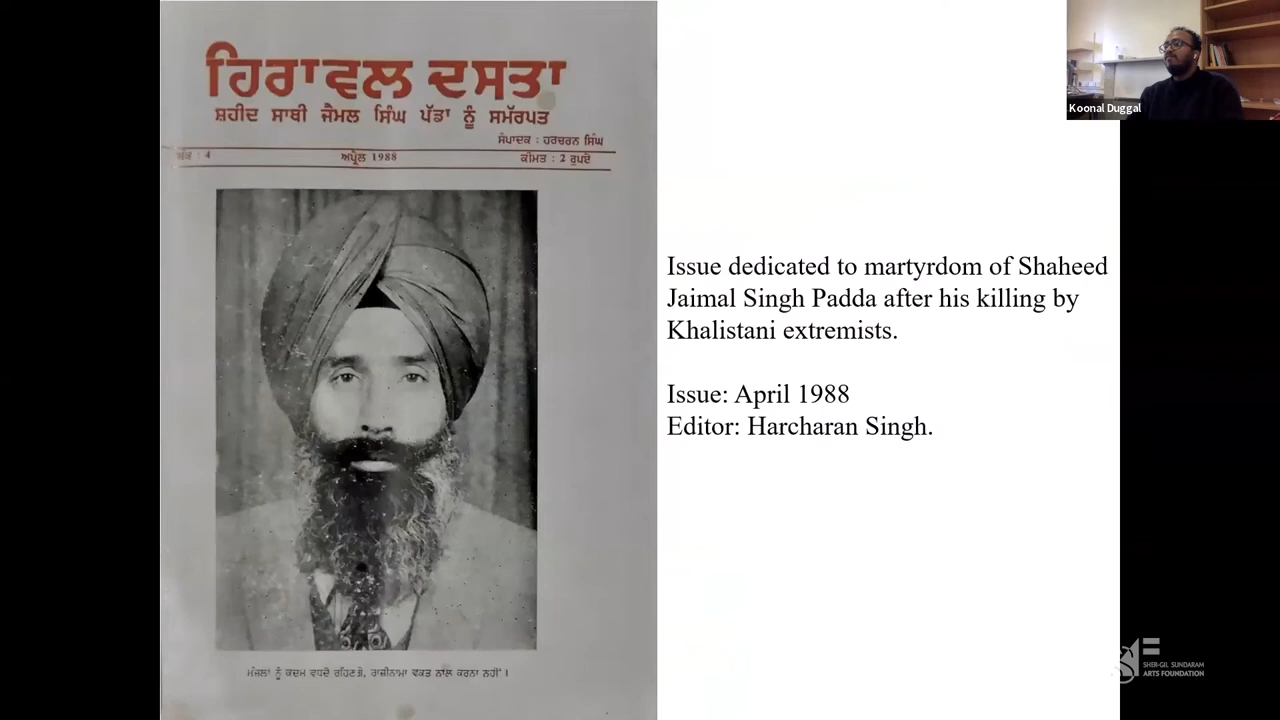 ਹਿਰਾਵਲ ਦਸਤਾ
ਸ਼ਹੀਦ ਸਾਥੀ ਜੈਮਲ ਸਿੰਘ ਪੱਡਾ ਨੂੰ ਸਮੱਰਪਤ
ਸੰਪਾਦਕ : ਹਰਚਰਨ ਸਿੰਘ
ਅੰਕ : 4 ਅਪ੍ਰੈਲ 1988 ਕੀਮਤ : 2 ਰੁਪਏ
ਮੰਜ਼ਲਾਂ ਨੂੰ ਕਦਮ ਵਧਦੇ ਰਹਿਣਗੇ, ਰਾਜ਼ੀਨਾਮਾ ਵਕਤ ਨਾਲ ਕਰਨਾ ਨਹੀਂ ।
Issue dedicated to martyrdom of Shaheed
Jaimal Singh Padda after his killing by
Khalistani extremists.
Issue: April 1988
Editor: Harcharan Singh.
Koonal Duggal
SHER-GIL SUNDARAM
ARTS FOUNDATION